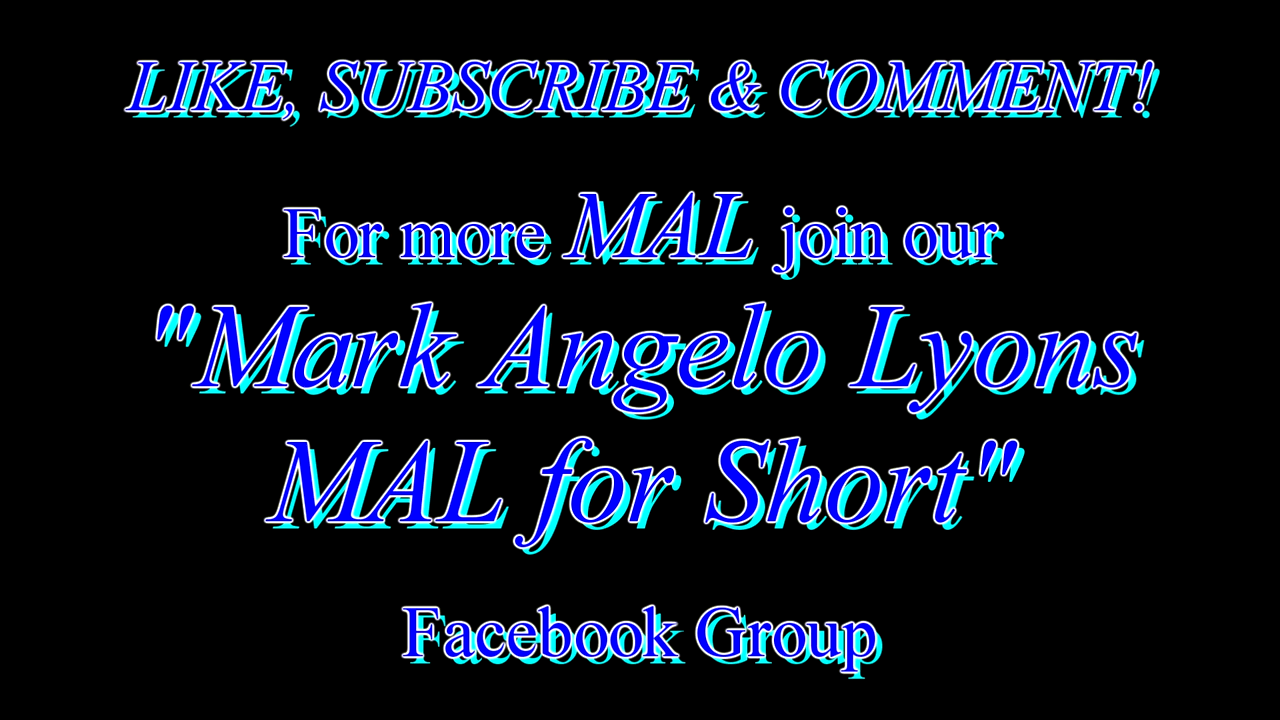 LIKE, SUBSCRIBE & COMMENT!
For more MAL join our
"Mark Angelo Lyons
MAL for Short"
Facebook Group